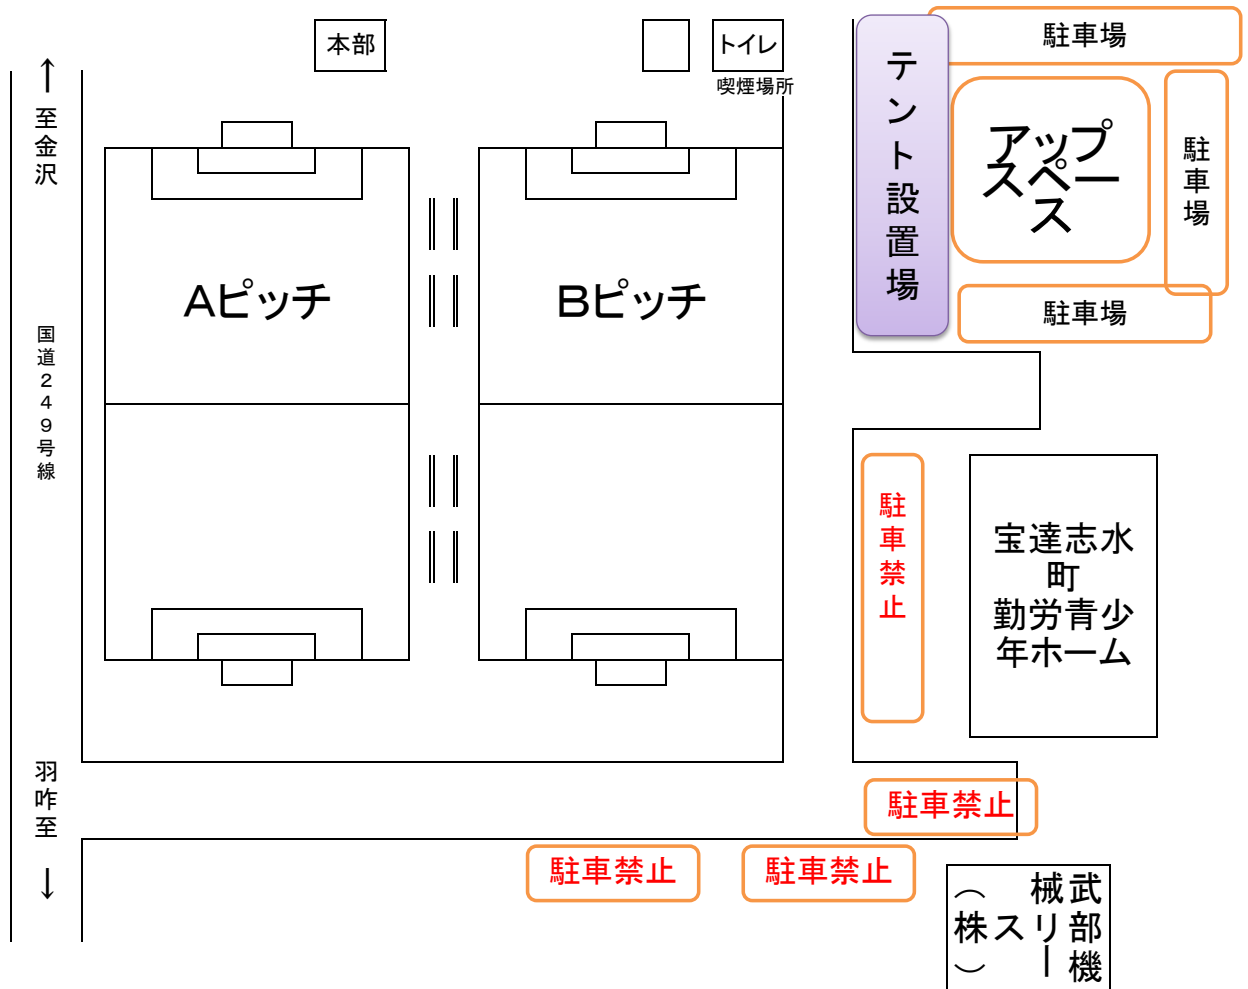 本部
トイレ
喫煙場所
テント設置場
駐車場
アップ
スペー
ス
駐車場
駐車場
↑
至金沢
国道249号線
羽咋至
↓
Aピッチ
Bピッチ
駐車禁止
宝達志水
町
勤労青少
年ホーム
駐車禁止
駐車禁止
駐車禁止
武部機
械リー
ス
（株）